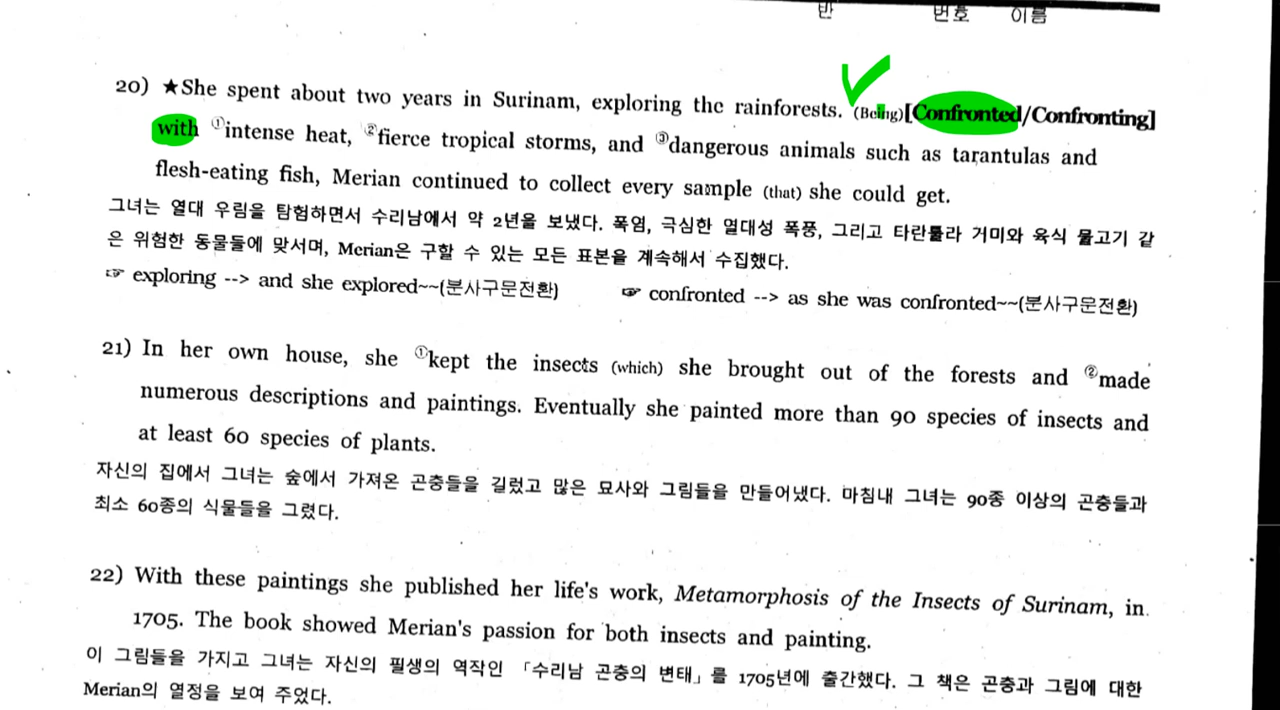 반 번호 이름
20) ★She spent about two years in Surinam, exploring the rainforests. (Being)[Confronted/Confronting]
with ①intense heat, ②fierce tropical storms, and ③dangerous animals such as tarantulas and
flesh-eating fish, Merian continued to collect every sample (that) she could get.
그녀는 열대 우림을 탐험하면서 수리남에서 약 2년을 보냈다. 폭염, 극심한 열대성 폭풍, 그리고 타란툴라 거미와 육식 물고기 같
은 위험한 동물들에 맞서며, Merian은 구할 수 있는 모든 표본을 계속해서 수집했다.
☞ exploring --> and she explored~~(분사구문전환) ☞ confronted --> as she was confronted~~(분사구문전환)
21) In her own house, she ①kept the insects (which) she brought out of the forests and ②made
numerous descriptions and paintings. Eventually she painted more than 90 species of insects and
at least 60 species of plants.
자신의 집에서 그녀는 숲에서 가져온 곤충들을 길렀고 많은 묘사와 그림들을 만들어냈다. 마침내 그녀는 90종 이상의 곤충들과
최소 60종의 식물들을 그렸다.
22) With these paintings she published her life's work, Metamorphosis of the Insects of Surinam, in
1705. The book showed Merian's passion for both insects and painting.
이 그림들을 가지고 그녀는 자신의 필생의 역작인 「수리남 곤충의 변태」를 1705년에 출간했다. 그 책은 곤충과 그림에 대한
Merian의 열정을 보여 주었다.